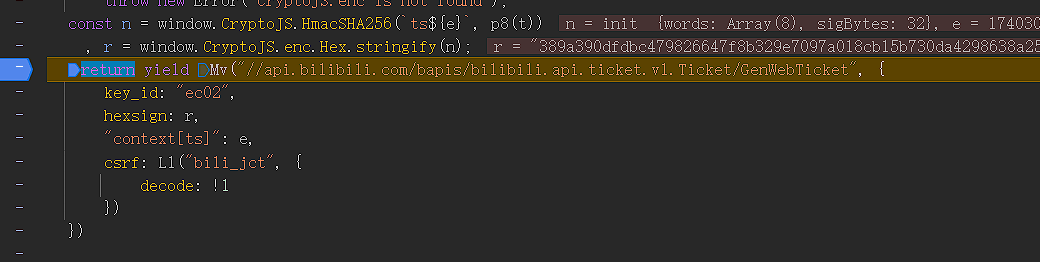 throw new Error("CryptoJS.enc is not found");
const n = window.CryptoJS.HmacSHA256(`ts${e}`, p8(t)) n = init {words: Array(8), sigBytes: 32}, e = 174030
, r = window.CryptoJS.enc.Hex.stringify(n); r = "389a390dfdbc479826647f8b329e7097a018cb15b730da4298638a25
return yield Mv("//api.bilibili.com/bapis/bilibili.api.ticket.v1.Ticket/GenWebTicket", {
key_id: "ec02",
hexsign: r,
"context[ts]": e,
csrf: Ll("bili_jct", {
decode: !1
})
})